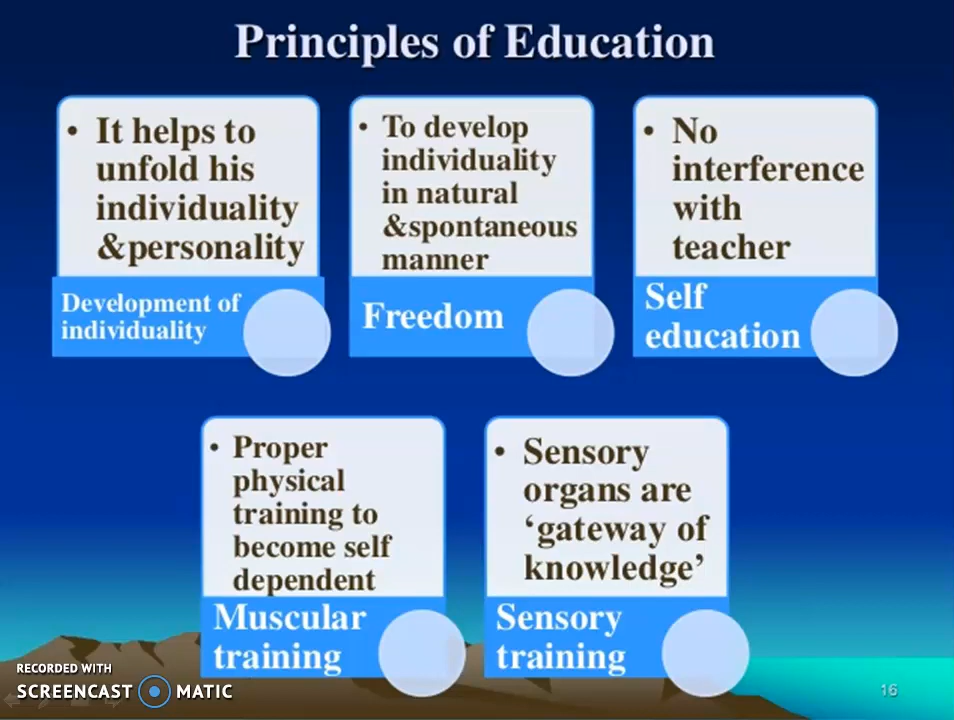 Principles of Education
• It helps to
unfold his
individuality
&personality
Development of
individuality
• To develop
individuality
in natural
&spontaneous
manner
Freedom
• No
interference
with
teacher
Self
education
• Proper
physical
training to
become self
dependent
Muscular
training
• Sensory
organs are
‘gateway of
knowledge’
Sensory
training
RECORDED WITH
SCREENCAST MATIC
16